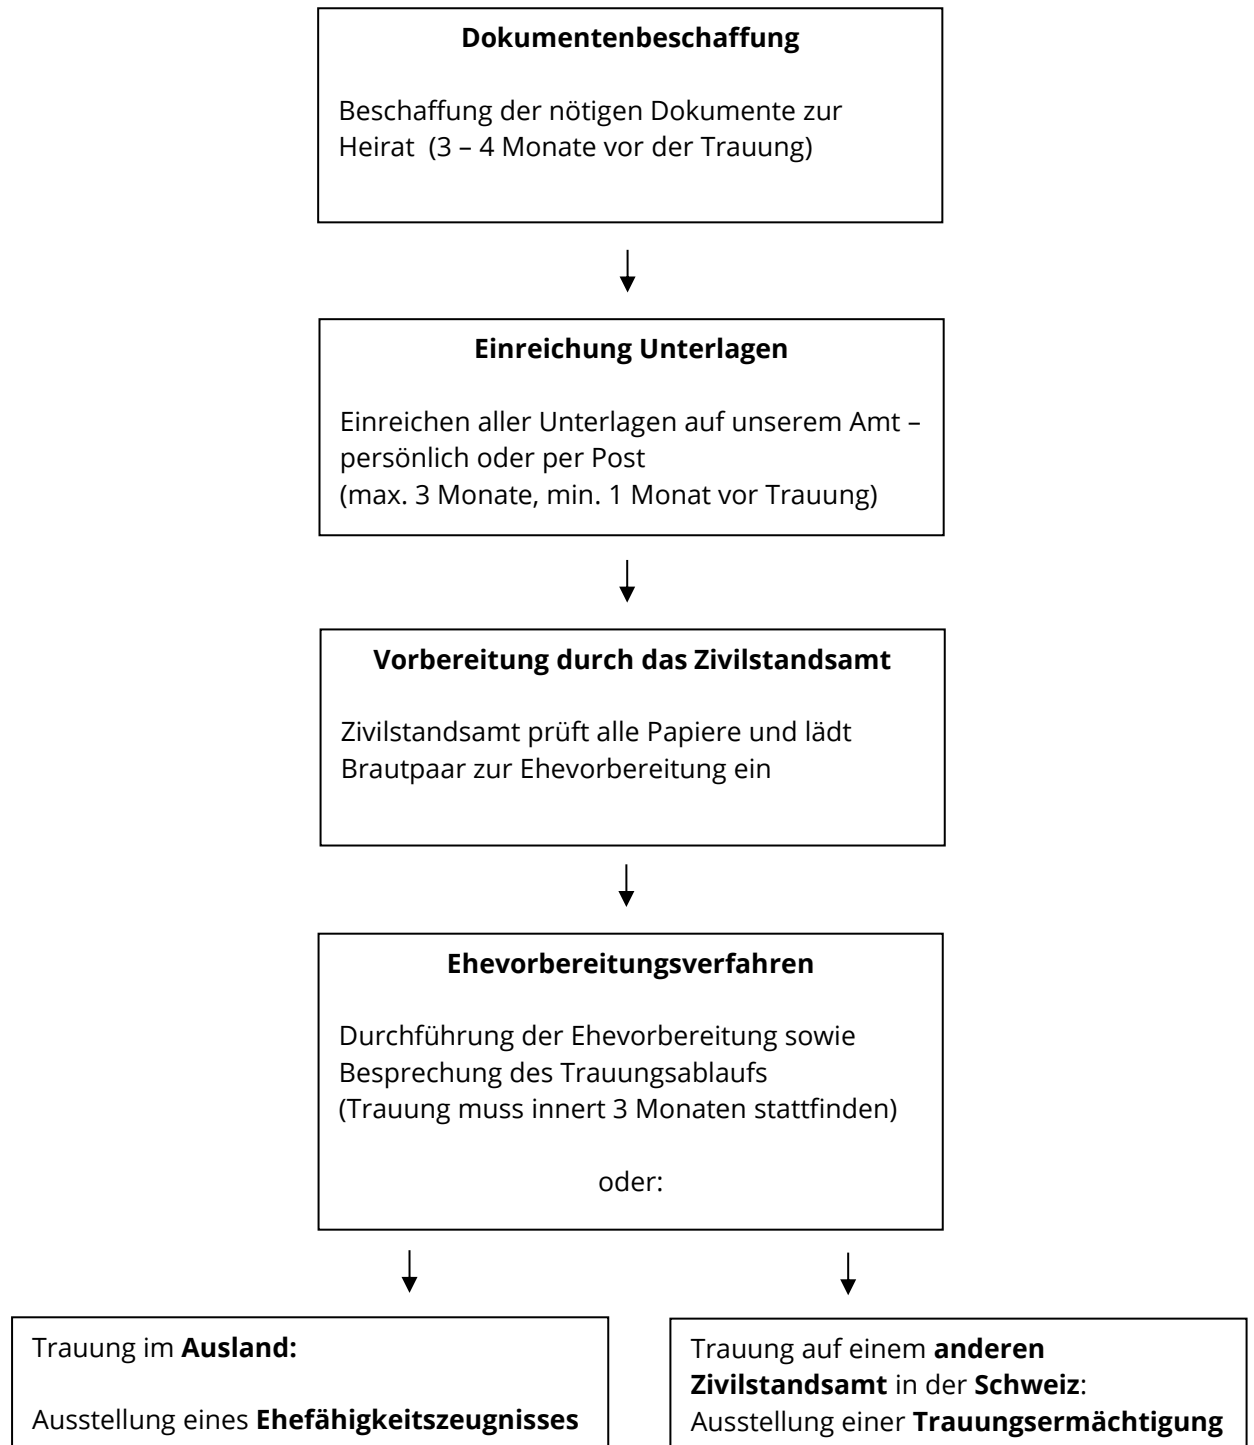 Dokumentenbeschaffung
Beschaffung der nötigen Dokumente zur
Heirat (3 – 4 Monate vor der Trauung)
Einreichung Unterlagen
Einreichen aller Unterlagen auf unserem Amt –
persönlich oder per Post
(max. 3 Monate, min. 1 Monat vor Trauung)
Vorbereitung durch das Zivilstandsamt
Zivilstandsamt prüft alle Papiere und lädt
Brautpaar zur Ehevorbereitung ein
Ehevorbereitungsverfahren
Durchführung der Ehevorbereitung sowie
Besprechung des Trauungsablaufs
(Trauung muss innert 3 Monaten stattfinden)
oder:
Trauung im Ausland:
Ausstellung eines Ehefähigkeitszeugnisses
Trauung auf einem anderen
Zivilstandsamt in der Schweiz:
Ausstellung einer Trauungsermächtigung